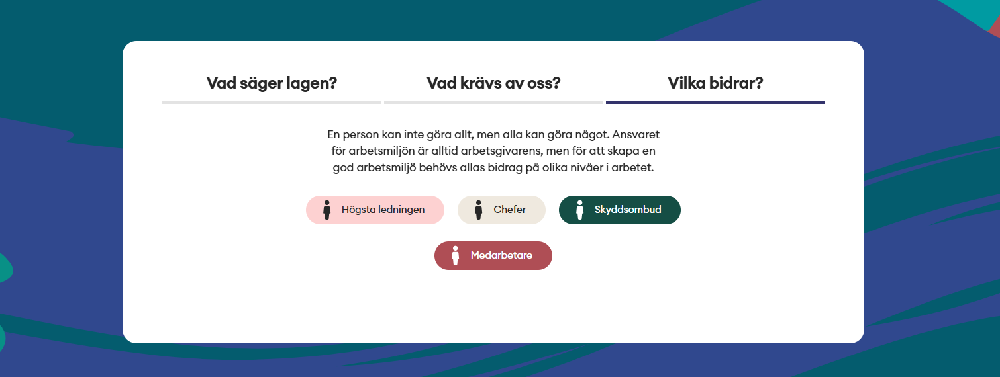 Vad säger lagen?
Vad krävs av oss?
Vilka bidrar?
En person kan inte göra allt, men alla kan göra något. Ansvaret
för arbetsmiljön är alltid arbetsgivarens, men för att skapa en
god arbetsmiljö behövs allas bidrag på olika nivåer i arbetet.
Högsta ledningen
Chefer
Skyddsombud
Medarbetare